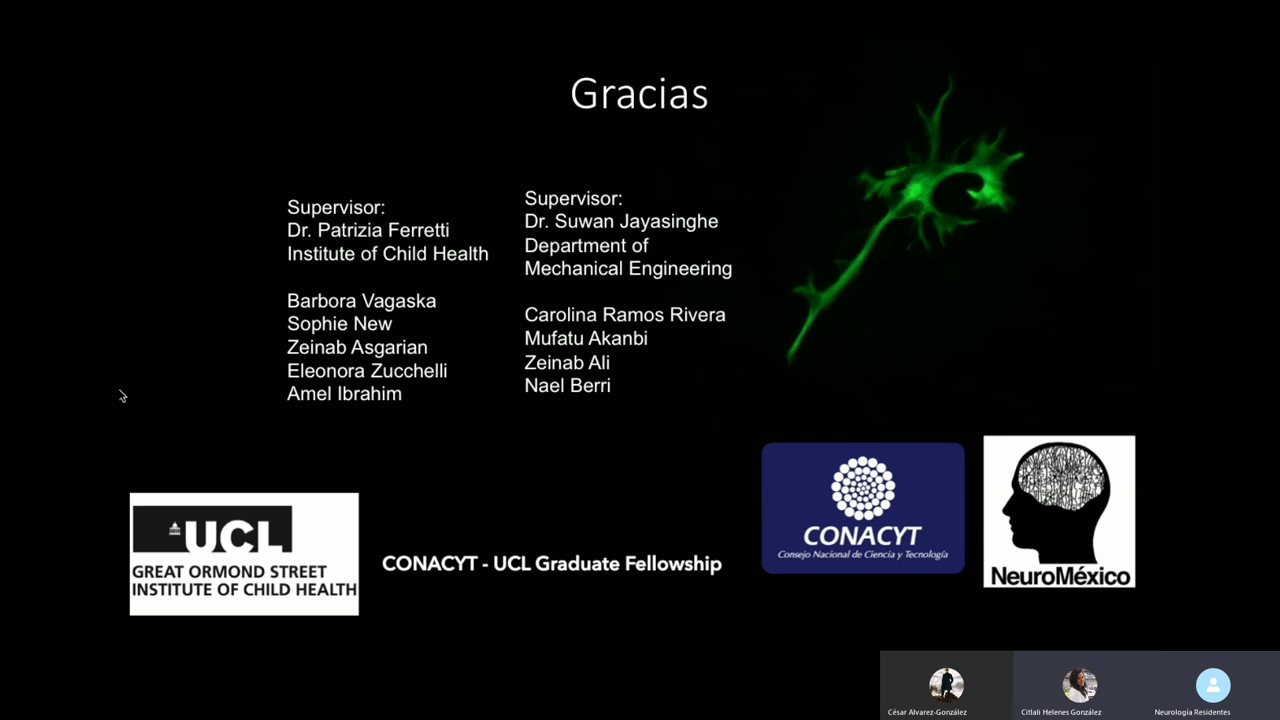 Gracias
Supervisor:
Dr. Patrizia Ferretti
Institute of Child Health
Barbora Vagaska
Sophie New
Zeinab Asgarian
Eleonora Zucchelli
Amel Ibrahim
Supervisor:
Dr. Suwan Jayasinghe
Department of
Mechanical Engineering
Carolina Ramos Rivera
Mufatu Akanbi
Zeinab Ali
Nael Berri
UCL
GREAT ORMOND STREET
INSTITUTE OF CHILD HEALTH
CONACYT - UCL Graduate Fellowship
CONACYT
Consejo Nacional de Ciencia y Tecnología
NeuroMéxico
César Alvarez-González
Citlali Helenes González
Neurología Residentes